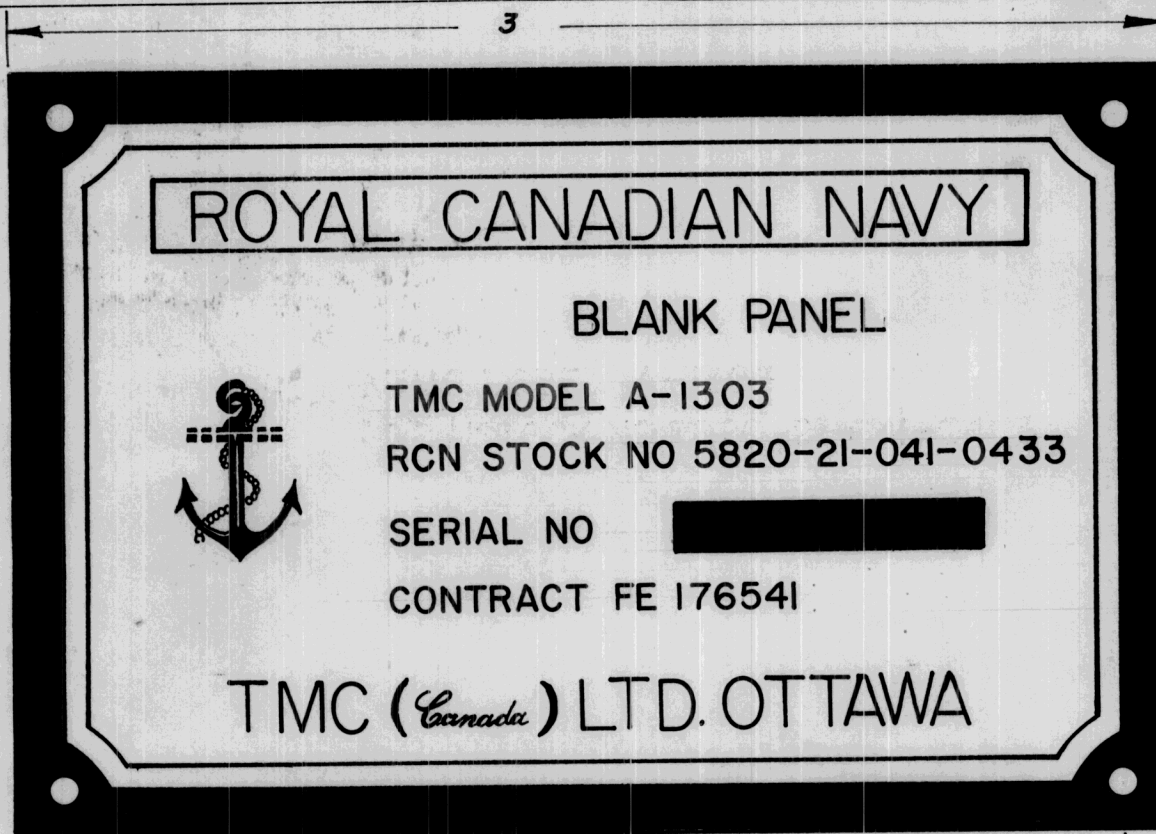 3
ROYAL CANADIAN NAVY
BLANK PANEL
TMC MODEL A-1303
RCN STOCK NO 5820-21-041-0433
SERIAL NO
CONTRACT FE 176541
TMC (Canada) LTD. OTTAWA